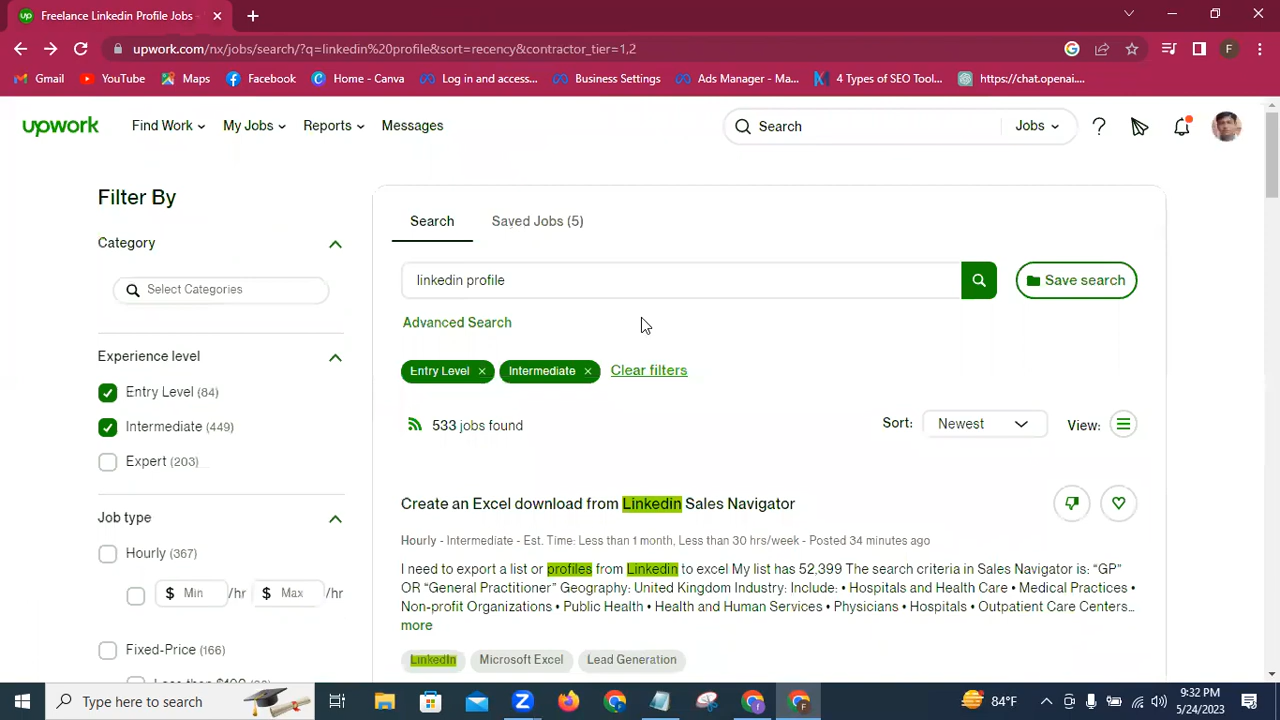 Freelance Linkedin Profile Jobs -
upwork.com/nx/jobs/search/?q=linkedin%20profile&sort=recency&contractor_tier=1,2
F
Gmail YouTube Maps Facebook Home - Canva Log in and access... Business Settings Ads Manager - Ma... 4 Types of SEO Tool... https://chat.openai....
upwork Find Work My Jobs Reports Messages Search Jobs ?
Filter By
Search Saved Jobs (5)
Category
Select Categories
linkedin profile
Save search
Advanced Search
Experience level
Entry Level × Intermediate × Clear filters
Entry Level (84)
Intermediate (449)
533 jobs found
Sort: Newest View:
Expert (203)
Create an Excel download from Linkedin Sales Navigator
Job type
Hourly - Intermediate - Est. Time: Less than 1 month, Less than 30 hrs/week - Posted 34 minutes ago
Hourly (367)
I need to export a list or profiles from Linkedin to excel My list has 52,399 The search criteria in Sales Navigator is: “GP”
OR “General Practitioner” Geography: United Kingdom Industry: Include: • Hospitals and Health Care • Medical Practices •
$ Min /hr $ Max /hr
Non-profit Organizations • Public Health • Health and Human Services • Physicians • Hospitals • Outpatient Care Centers...
more
Fixed-Price (166)
LinkedIn Microsoft Excel Lead Generation
Type here to search
84°F
9:32 PM
5/24/2023